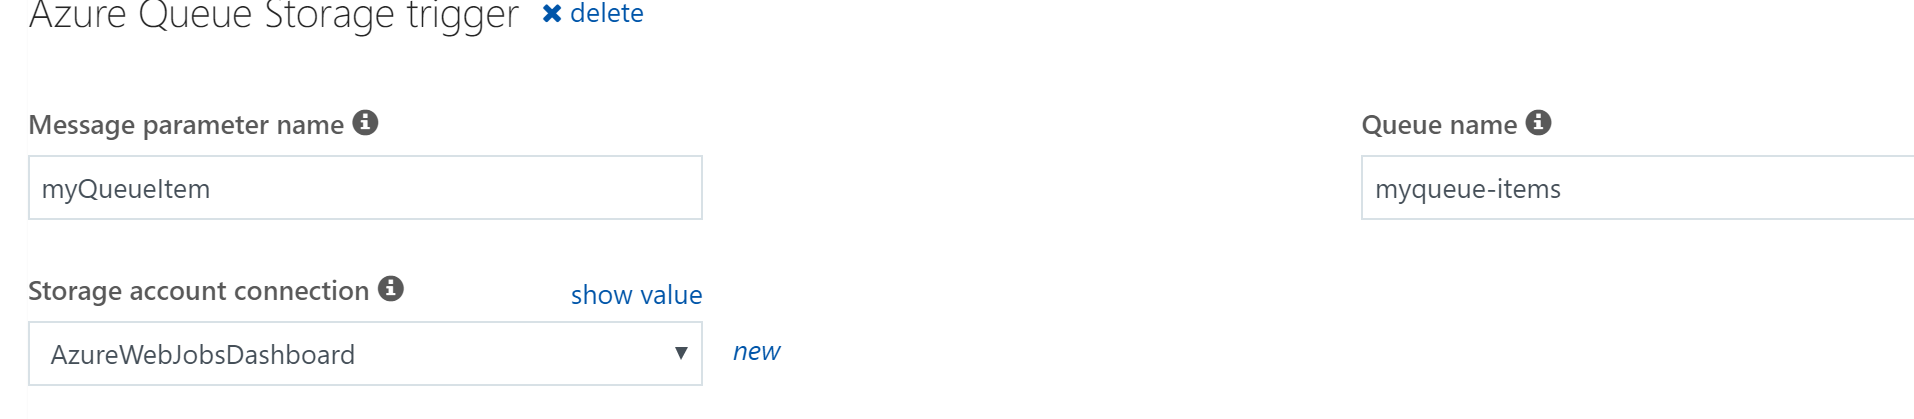 Azure Queue Storage trigger ✖ delete
Message parameter name
Queue name
myQueueItem
myqueue-items
Storage account connection
show value
AzureWebJobsDashboard
new